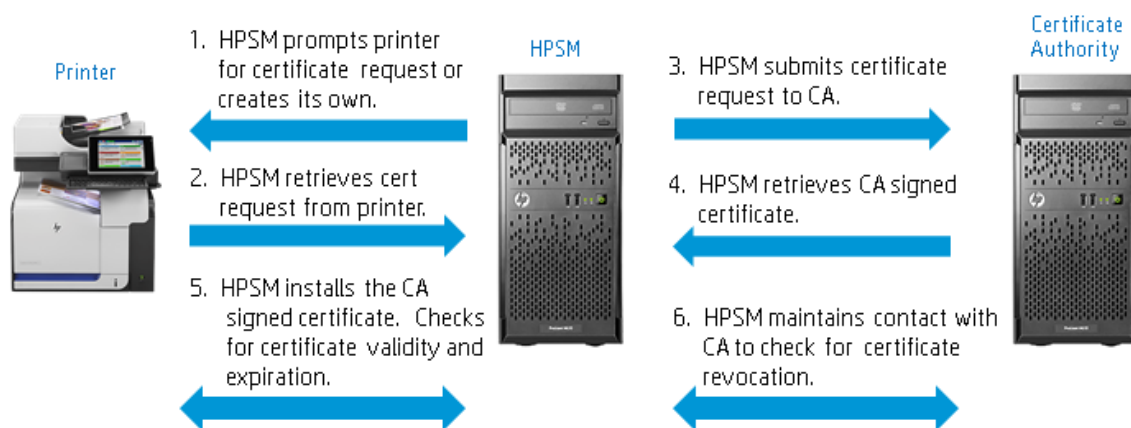 Printer
1. HPSM prompts printer
for certificate request or
creates its own.
2. HPSM retrieves cert
request from printer.
5. HPSM installs the CA
signed certificate. Checks
for certificate validity and
expiration.
HPSM
3. HPSM submits certificate
request to CA.
4. HPSM retrieves CA signed
certificate.
6. HPSM maintains contact with
CA to check for certificate
revocation.
Certificate
Authority